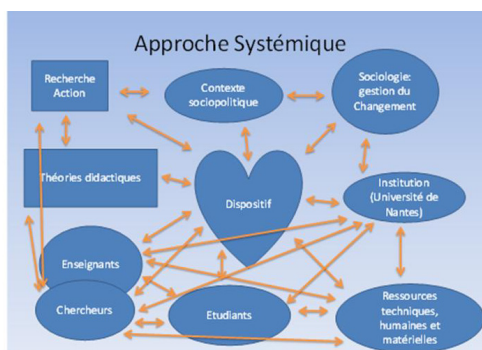 Approche Systémique
Recherche
Action
Contexte
sociopolitique
Sociologie:
gestion du
Changement
Théories didactiques
Dispositif
Institution
(Université de
Nantes)
Enseignants
Chercheurs
Etudiants
Ressources
techniques,
humaines et
matérielles